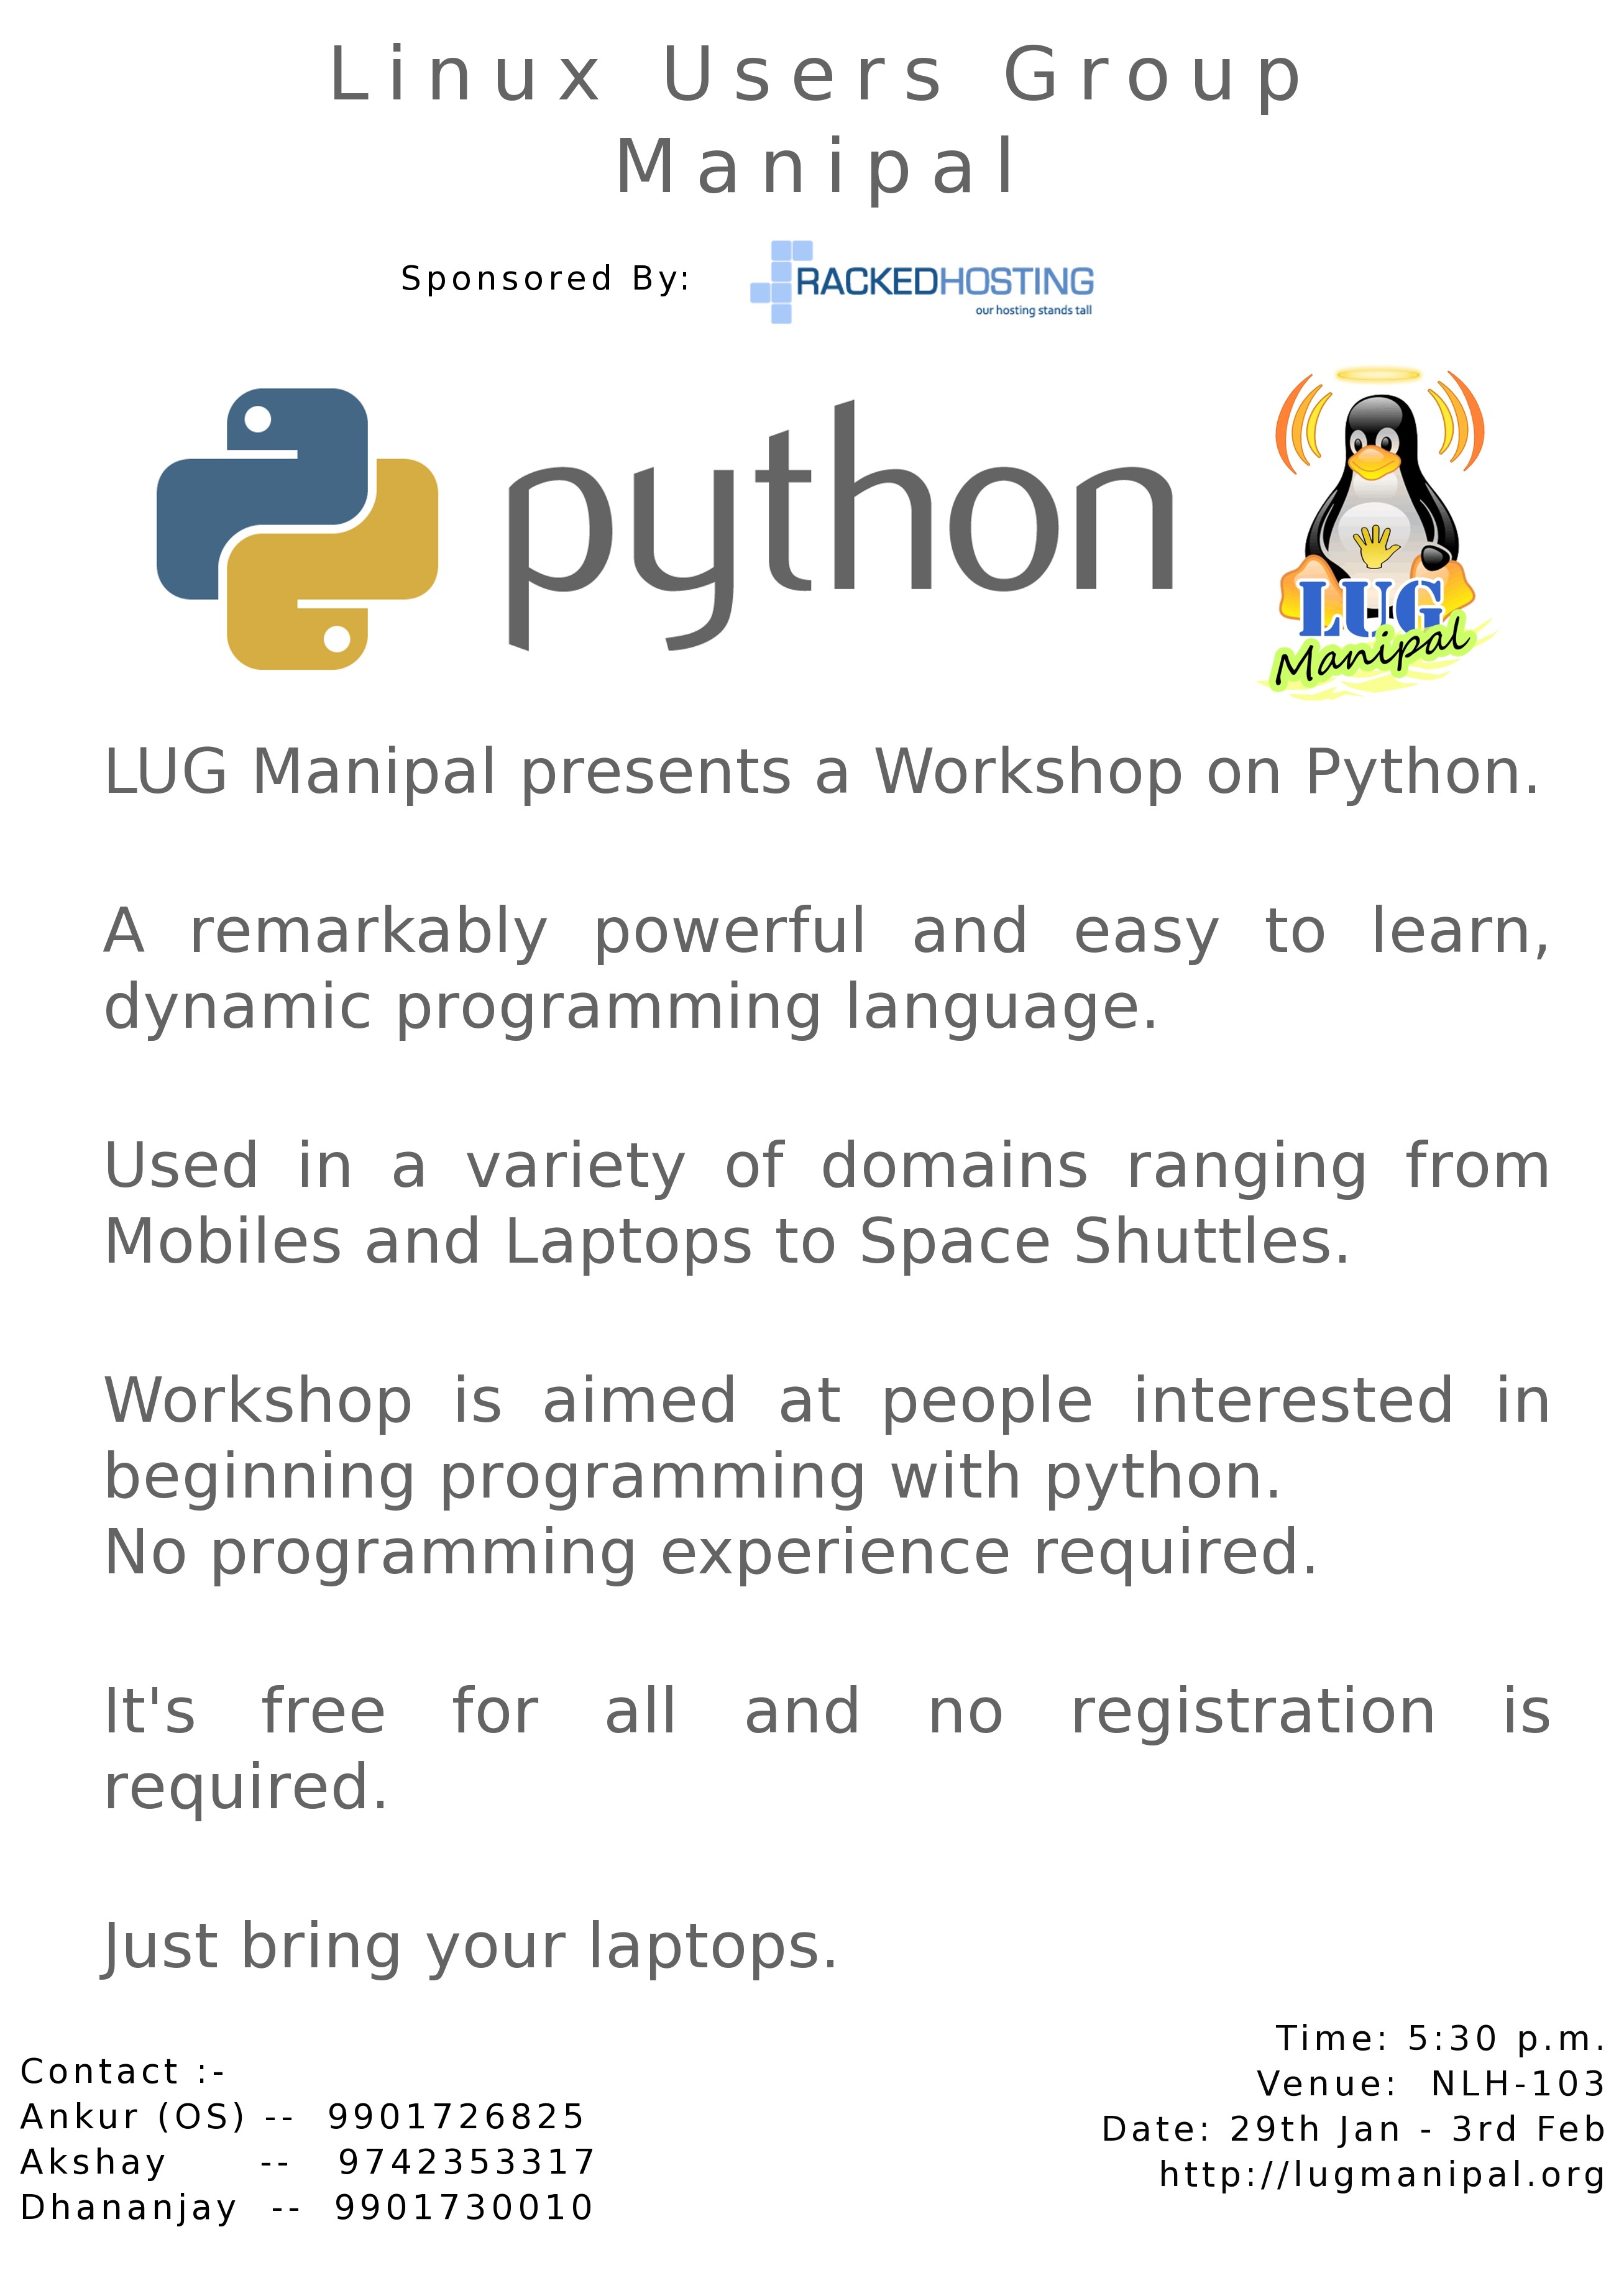 Linux Users Group
Manipal
Sponsored By:
RACKEDHOSTING
our hosting stands tall
python
LUG
Manipal
LUG Manipal presents a Workshop on Python.
A remarkably powerful and easy to learn,
dynamic programming language.
Used in a variety of domains ranging from
Mobiles and Laptops to Space Shuttles.
Workshop is aimed at people interested in
beginning programming with python.
No programming experience required.
It's free for all and no registration is
required.
Just bring your laptops.
Contact :-
Ankur (OS) -- 9901726825
Akshay -- 9742353317
Dhananjay -- 9901730010
Time: 5:30 p.m.
Venue: NLH-103
Date: 29th Jan - 3rd Feb
http://lugmanipal.org